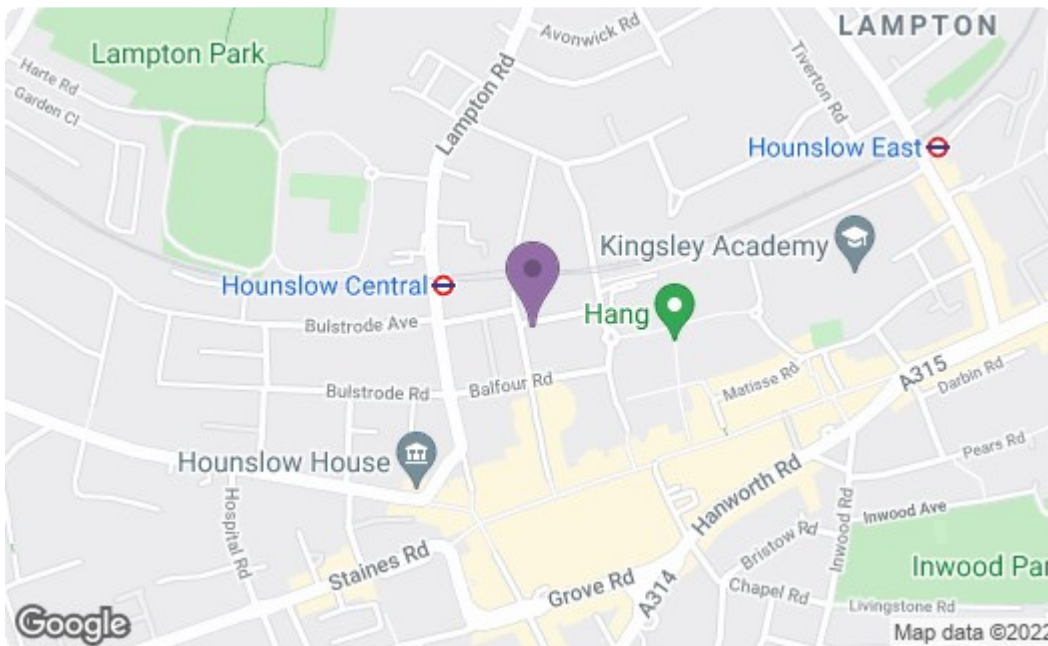 LAMPTON
Avonwick Rd
Lampton Park
Harte Rd
Garden Cl
Lampton Rd
Tiverton Rd
Hounslow East
Kingsley Academy
Hounslow Central
Bulstrode Ave
Hang
A315
Darbin Rd
Matisse Rd
Bulstrode Rd
Balfour Rd
Pears Rd
Hounslow House
Hospital Rd
Hanworth Rd
Inwood Rd
Inwood Ave
Staines Rd
Bristow Rd
Inwood Par
Grove Rd
A314
Chapel Rd
Livingstone Rd
Google
Map data ©2022